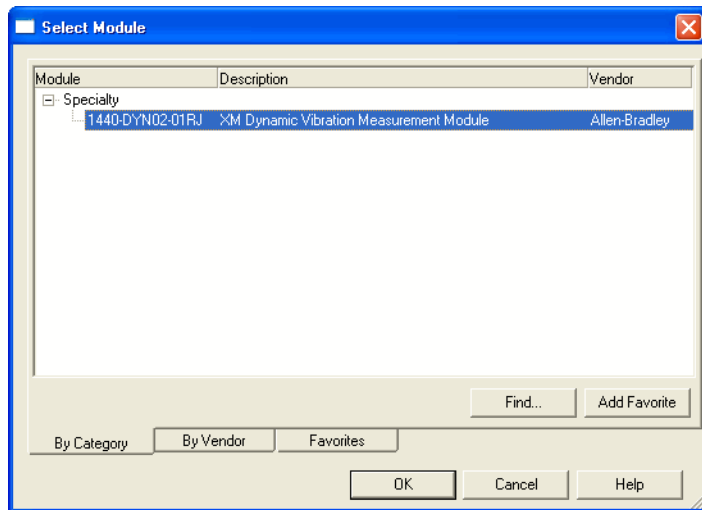 Select Module
Module Description Vendor
Specialty
1440-DYN02-01RJ XM Dynamic Vibration Measurement Module Allen-Bradley
Find... Add Favorite
By Category By Vendor Favorites
OK Cancel Help